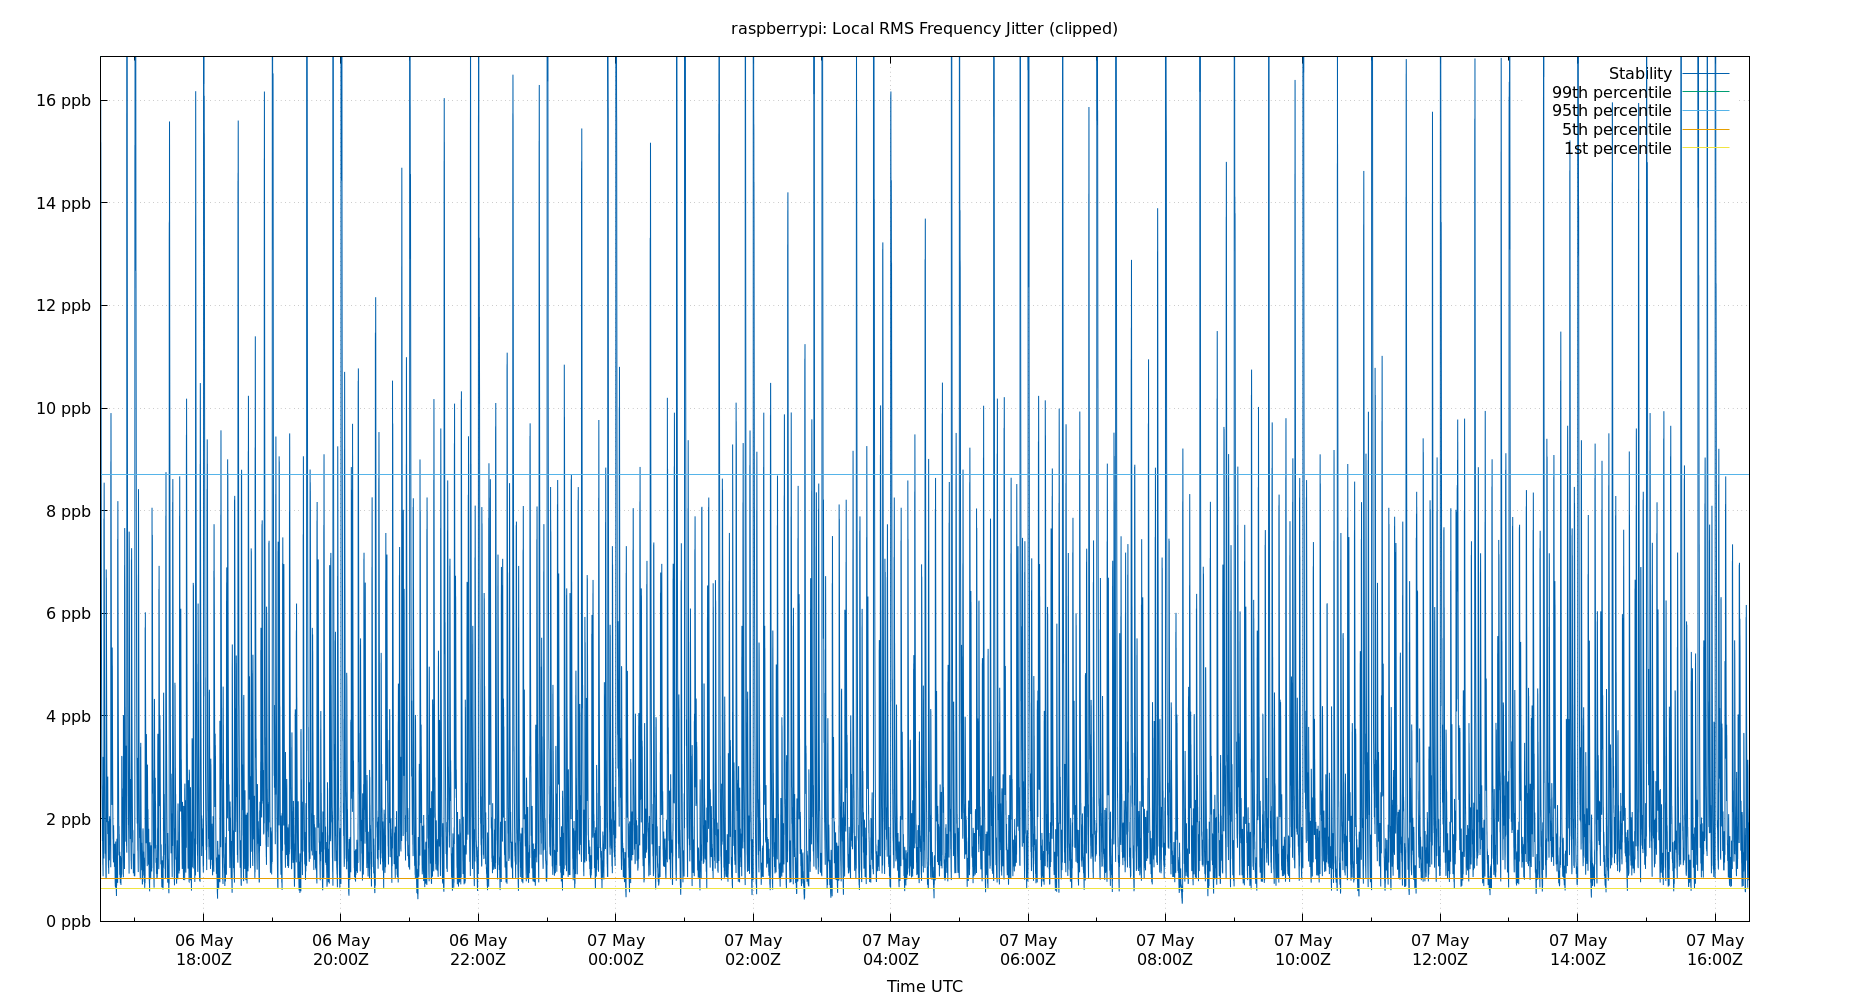 raspberrypi: Local RMS Frequency Jitter (clipped)
Stability
99th percentile
95th percentile
5th percentile
1st percentile
16 ppb
14 ppb
12 ppb
10 ppb
8 ppb
6 ppb
4 ppb
2 ppb
0 ppb
06 May 06 May 06 May 07 May 07 May 07 May 07 May 07 May 07 May 07 May 07 May 07 May
18:00Z 20:00Z 22:00Z 00:00Z 02:00Z 04:00Z 06:00Z 08:00Z 10:00Z 12:00Z 14:00Z 16:00Z
Time UTC